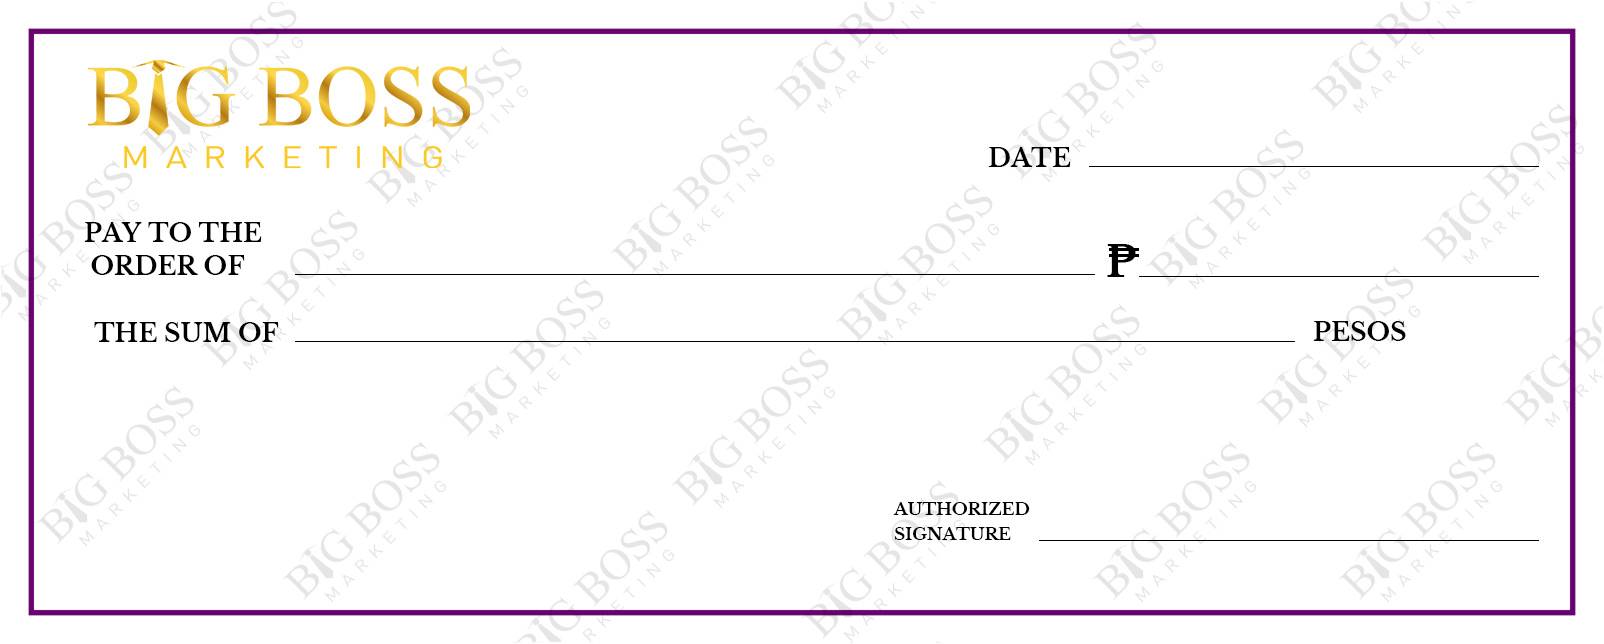 BIG BOSS
MARKETING
DATE
PAY TO THE
ORDER OF
₱
THE SUM OF
PESOS
AUTHORIZED
SIGNATURE